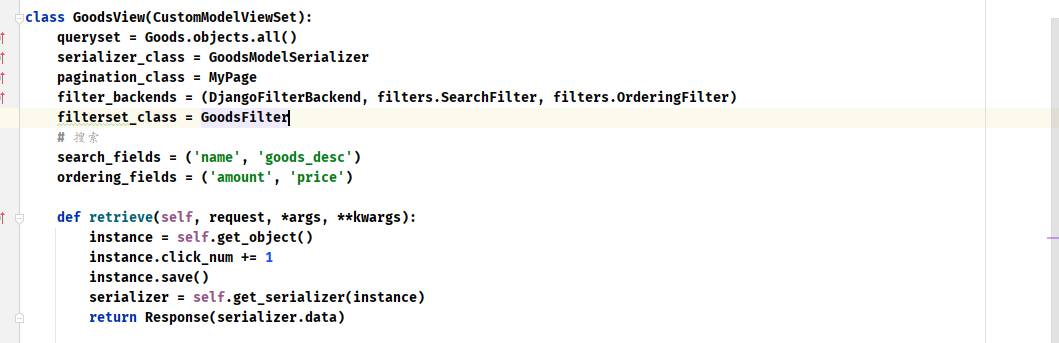 class GoodsView(CustomModelViewSet):
    queryset = Goods.objects.all()
    serializer_class = GoodsModelSerializer
    pagination_class = MyPage
    filter_backends = (DjangoFilterBackend, filters.SearchFilter, filters.OrderingFilter)
    filterset_class = GoodsFilter
    # 搜索
    search_fields = ('name', 'goods_desc')
    ordering_fields = ('amount', 'price')
    def retrieve(self, request, *args, **kwargs):
        instance = self.get_object()
        instance.click_num += 1
        instance.save()
        serializer = self.get_serializer(instance)
        return Response(serializer.data)